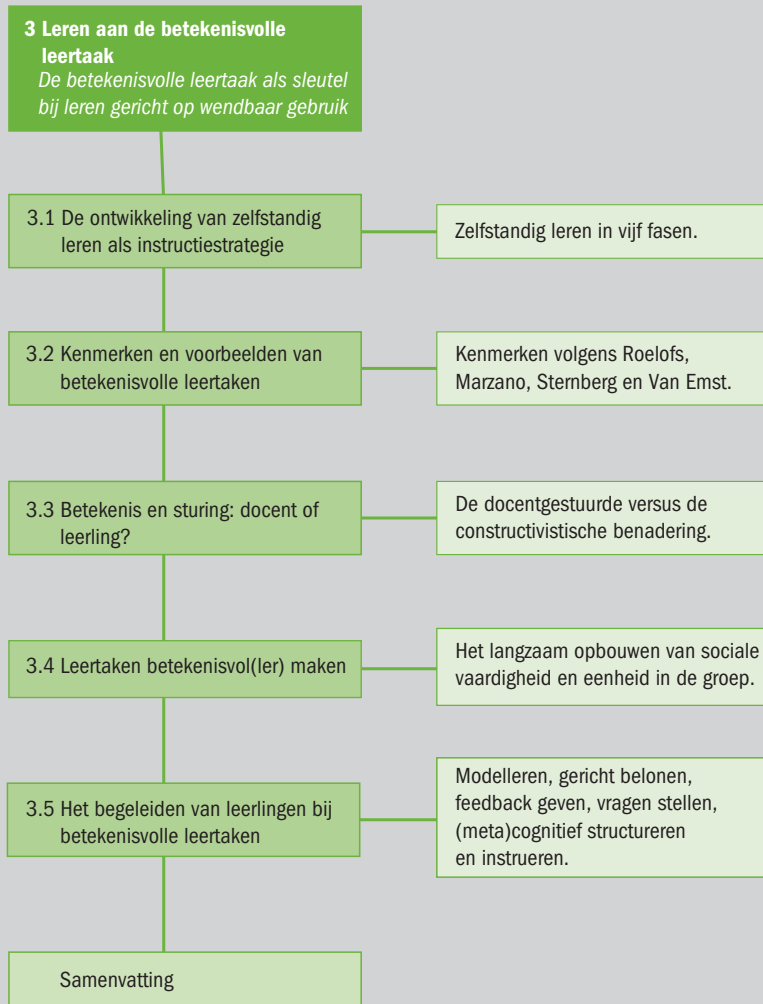 3 Leren aan de betekenisvolle
leertaak
De betekenisvolle leertaak als sleutel
bij leren gericht op wendbaar gebruik
3.1 De ontwikkeling van zelfstandig
leren als instructiestrategie
Zelfstandig leren in vijf fasen.
3.2 Kenmerken en voorbeelden van
betekenisvolle leertaken
Kenmerken volgens Roelofs,
Marzano, Sternberg en Van Emst.
3.3 Betekenis en sturing: docent of
leerling?
De docentgestuurde versus de
constructivistische benadering.
3.4 Leertaken betekenisvol(ler) maken
Het langzaam opbouwen van sociale
vaardigheid en eenheid in de groep.
3.5 Het begeleiden van leerlingen bij
betekenisvolle leertaken
Modelleren, gericht belonen,
feedback geven, vragen stellen,
(meta)cognitief structureren
en instrueren.
Samenvatting